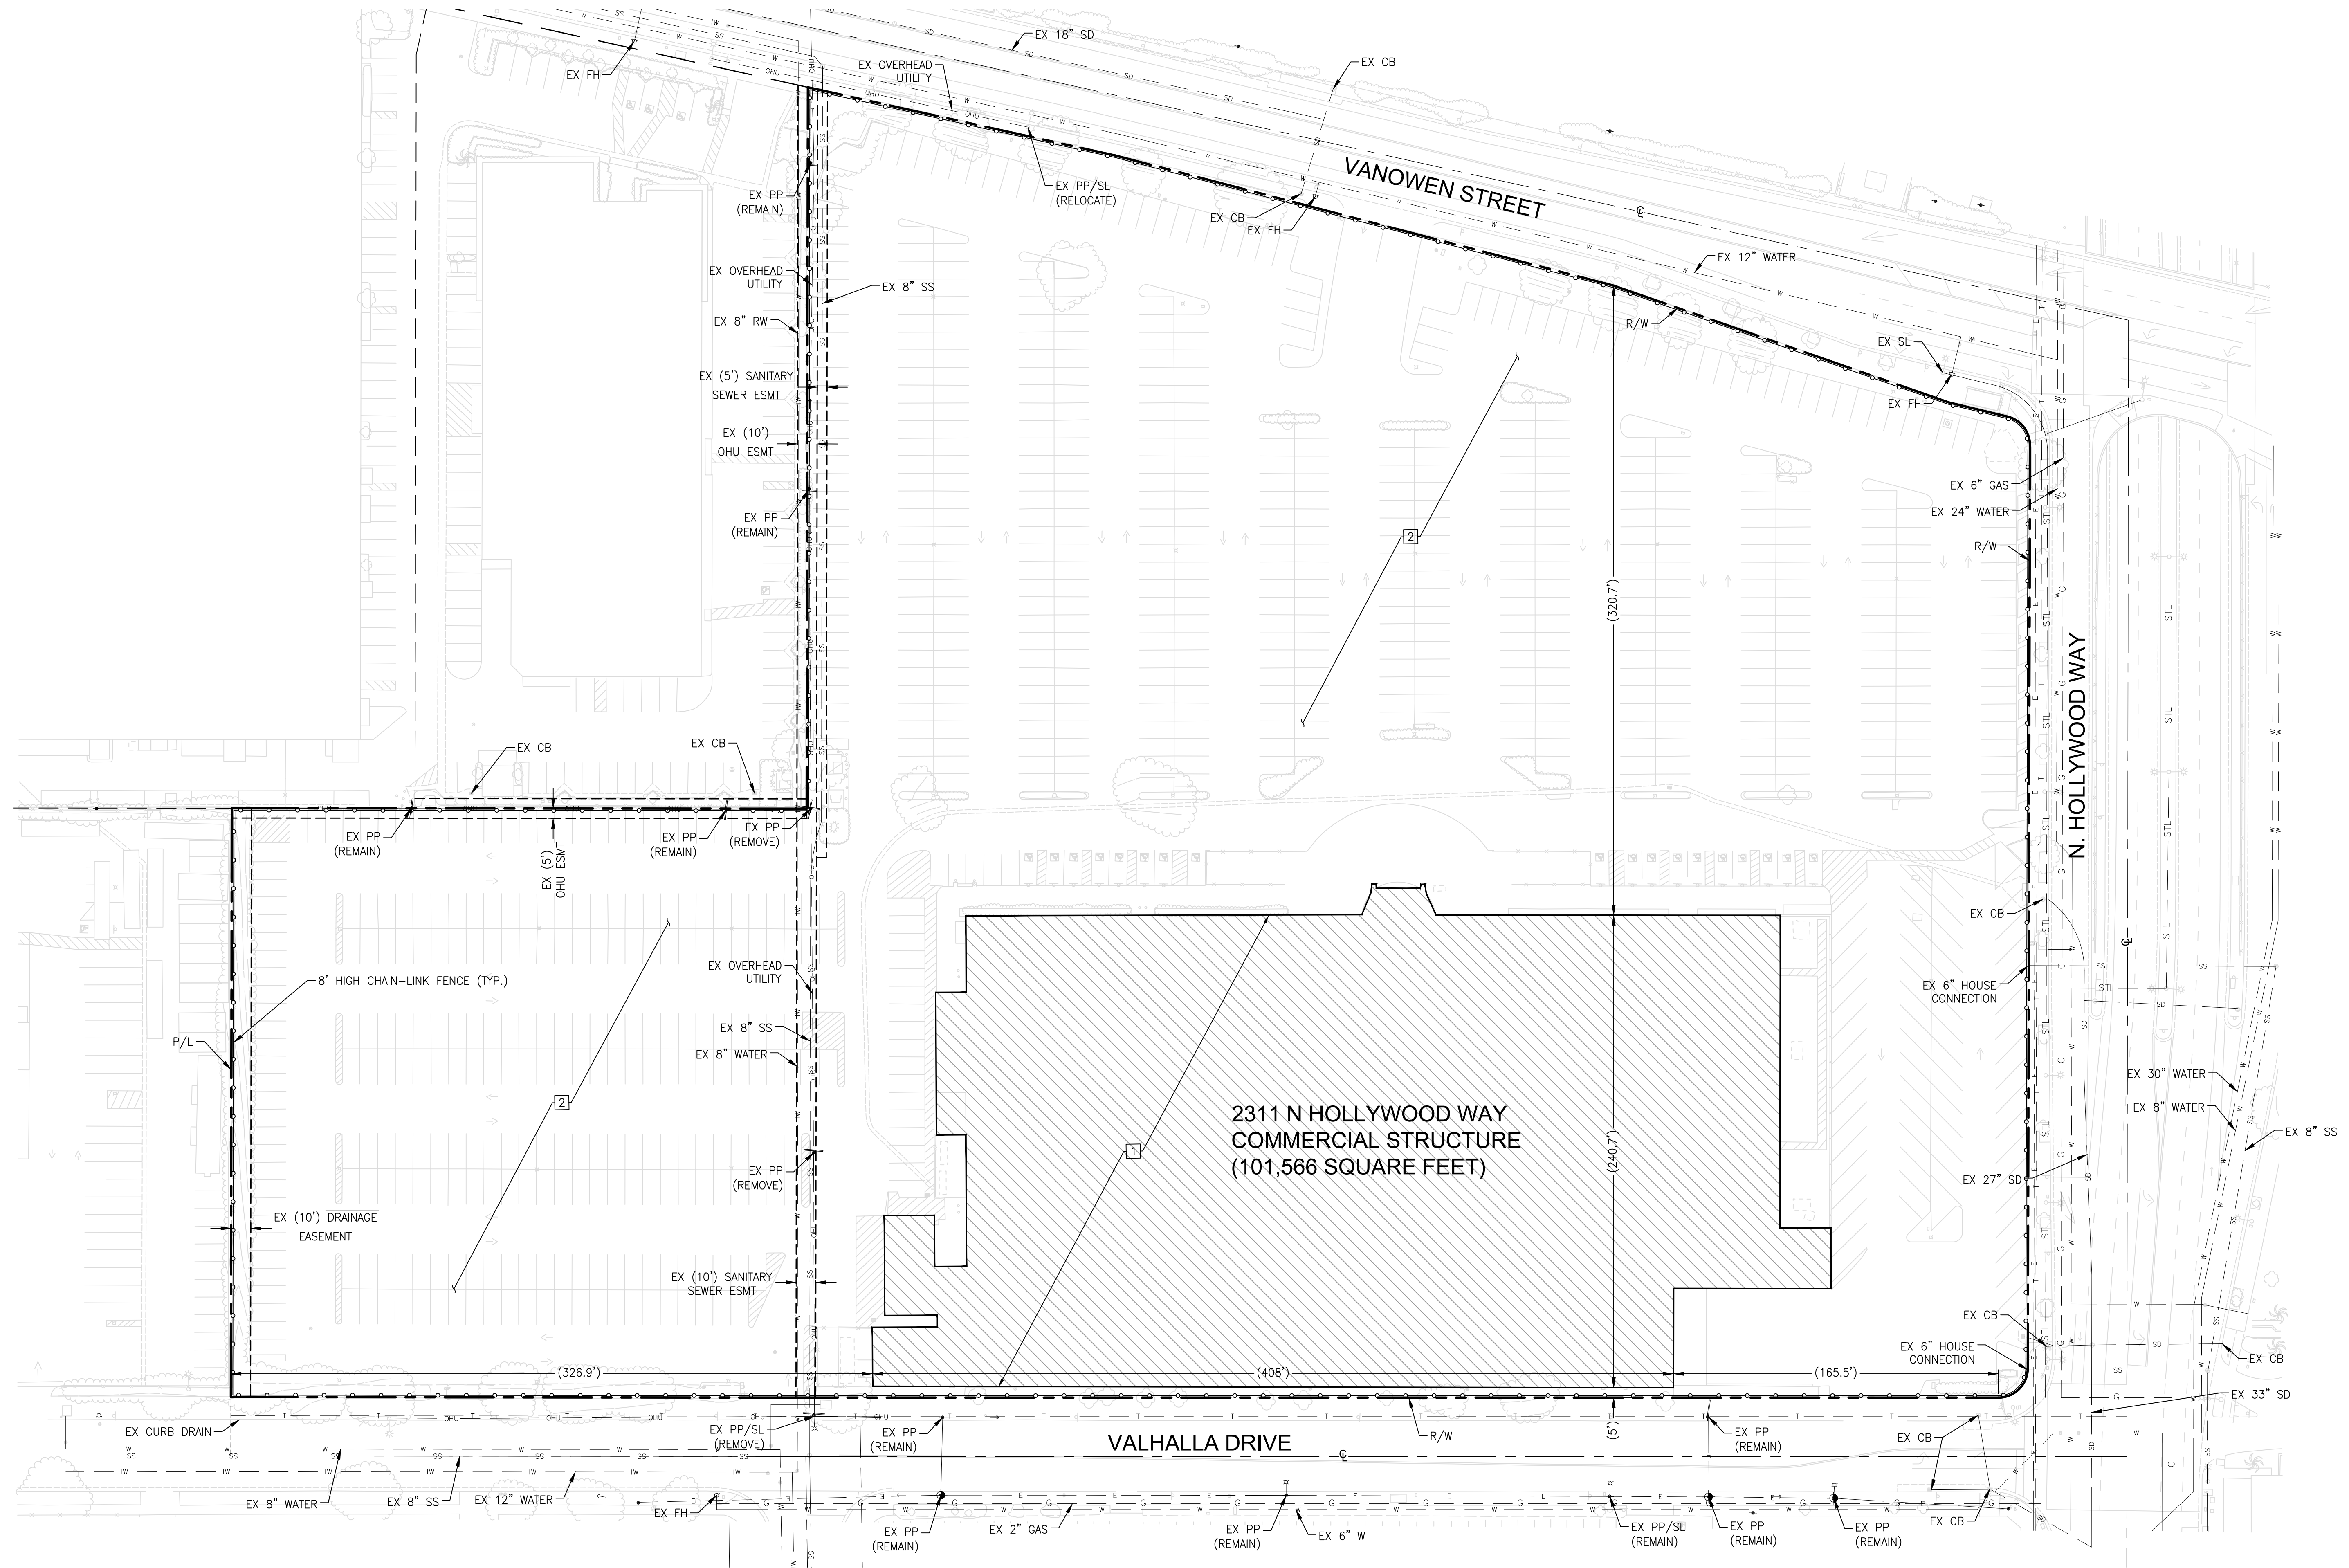 EX 18" SD
EX FH
EX OVERHEAD
UTILITY
EX CB
VANOWEN STREET
EX PP
(REMAIN)
EX PP/SL
(RELOCATE)
EX CB
EX FH
EX 12" WATER
EX OVERHEAD
UTILITY
EX 8" SS
EX 8" RW
R/W
EX SL
EX (5') SANITARY
SEWER ESMT
EX FH
EX (10')
OHU ESMT
EX 6" GAS
EX 24" WATER
EX PP
(REMAIN)
2
R/W
(320.7')
N. HOLLYWOOD WAY
EX CB
EX CB
EX PP
(REMAIN)
EX PP
(REMAIN)
EX PP
(REMOVE)
EX (5')
OHU ESMT
EX CB
8' HIGH CHAIN-LINK FENCE (TYP.)
EX OVERHEAD
UTILITY
EX 6" HOUSE
CONNECTION
P/L
EX 8" SS
EX 8" WATER
EX 30" WATER
2
EX 8" WATER
2311 N HOLLYWOOD WAY
COMMERCIAL STRUCTURE
(101,566 SQUARE FEET)
1
(240.7')
EX 8" SS
EX PP
(REMOVE)
EX 27" SD
EX (10') DRAINAGE
EASEMENT
EX (10') SANITARY
SEWER ESMT
EX CB
EX 6" HOUSE
CONNECTION
EX CB
(326.9')
(408')
(165.5')
EX 33" SD
EX CURB DRAIN
EX PP/SL
(REMOVE)
EX PP
(REMAIN)
VALHALLA DRIVE
R/W
(5')
EX PP
(REMAIN)
EX CB
EX 8" WATER
EX 8" SS
EX 12" WATER
EX FH
EX PP
(REMAIN)
EX 2" GAS
EX PP
(REMAIN)
EX 6" W
EX PP/SL
(REMAIN)
EX PP
(REMAIN)
EX PP
(REMAIN)
EX CB